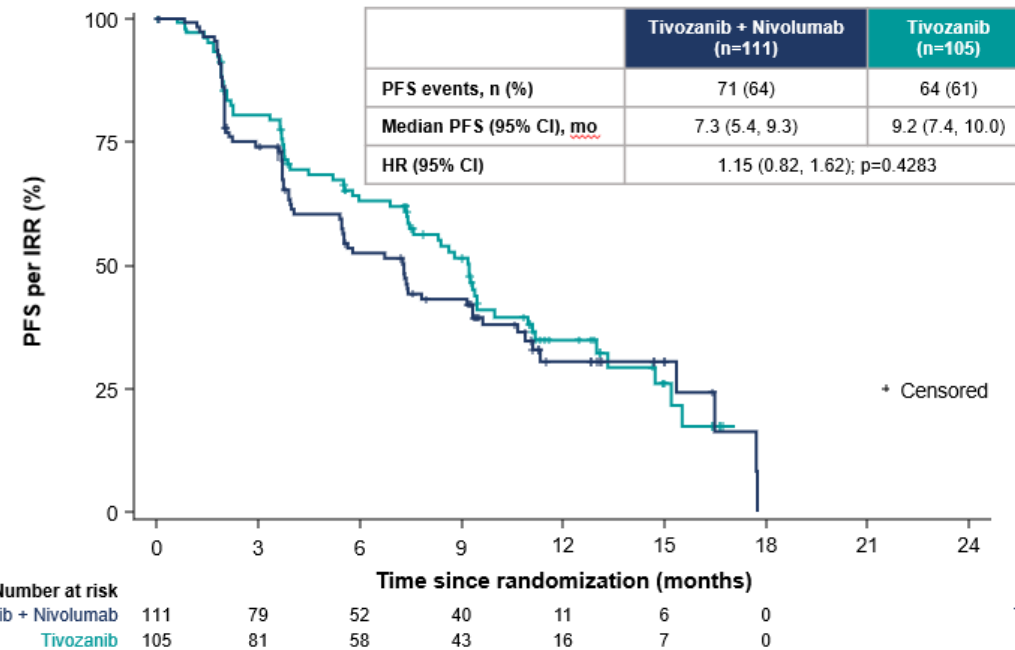 Tivozanib + Nivolumab (n=111) Tivozanib (n=105)
PFS events, n (%) 71 (64) 64 (61)
Median PFS (95% CI), mo 7.3 (5.4, 9.3) 9.2 (7.4, 10.0)
HR (95% CI) 1.15 (0.82, 1.62); p=0.4283
PFS per IRR (%)
100
75
50
25
0
+ Censored
0 3 6 9 12 15 18 21 24
Time since randomization (months)
Number at risk
ib + Nivolumab 111 79 52 40 11 6 0
Tivozanib 105 81 58 43 16 7 0